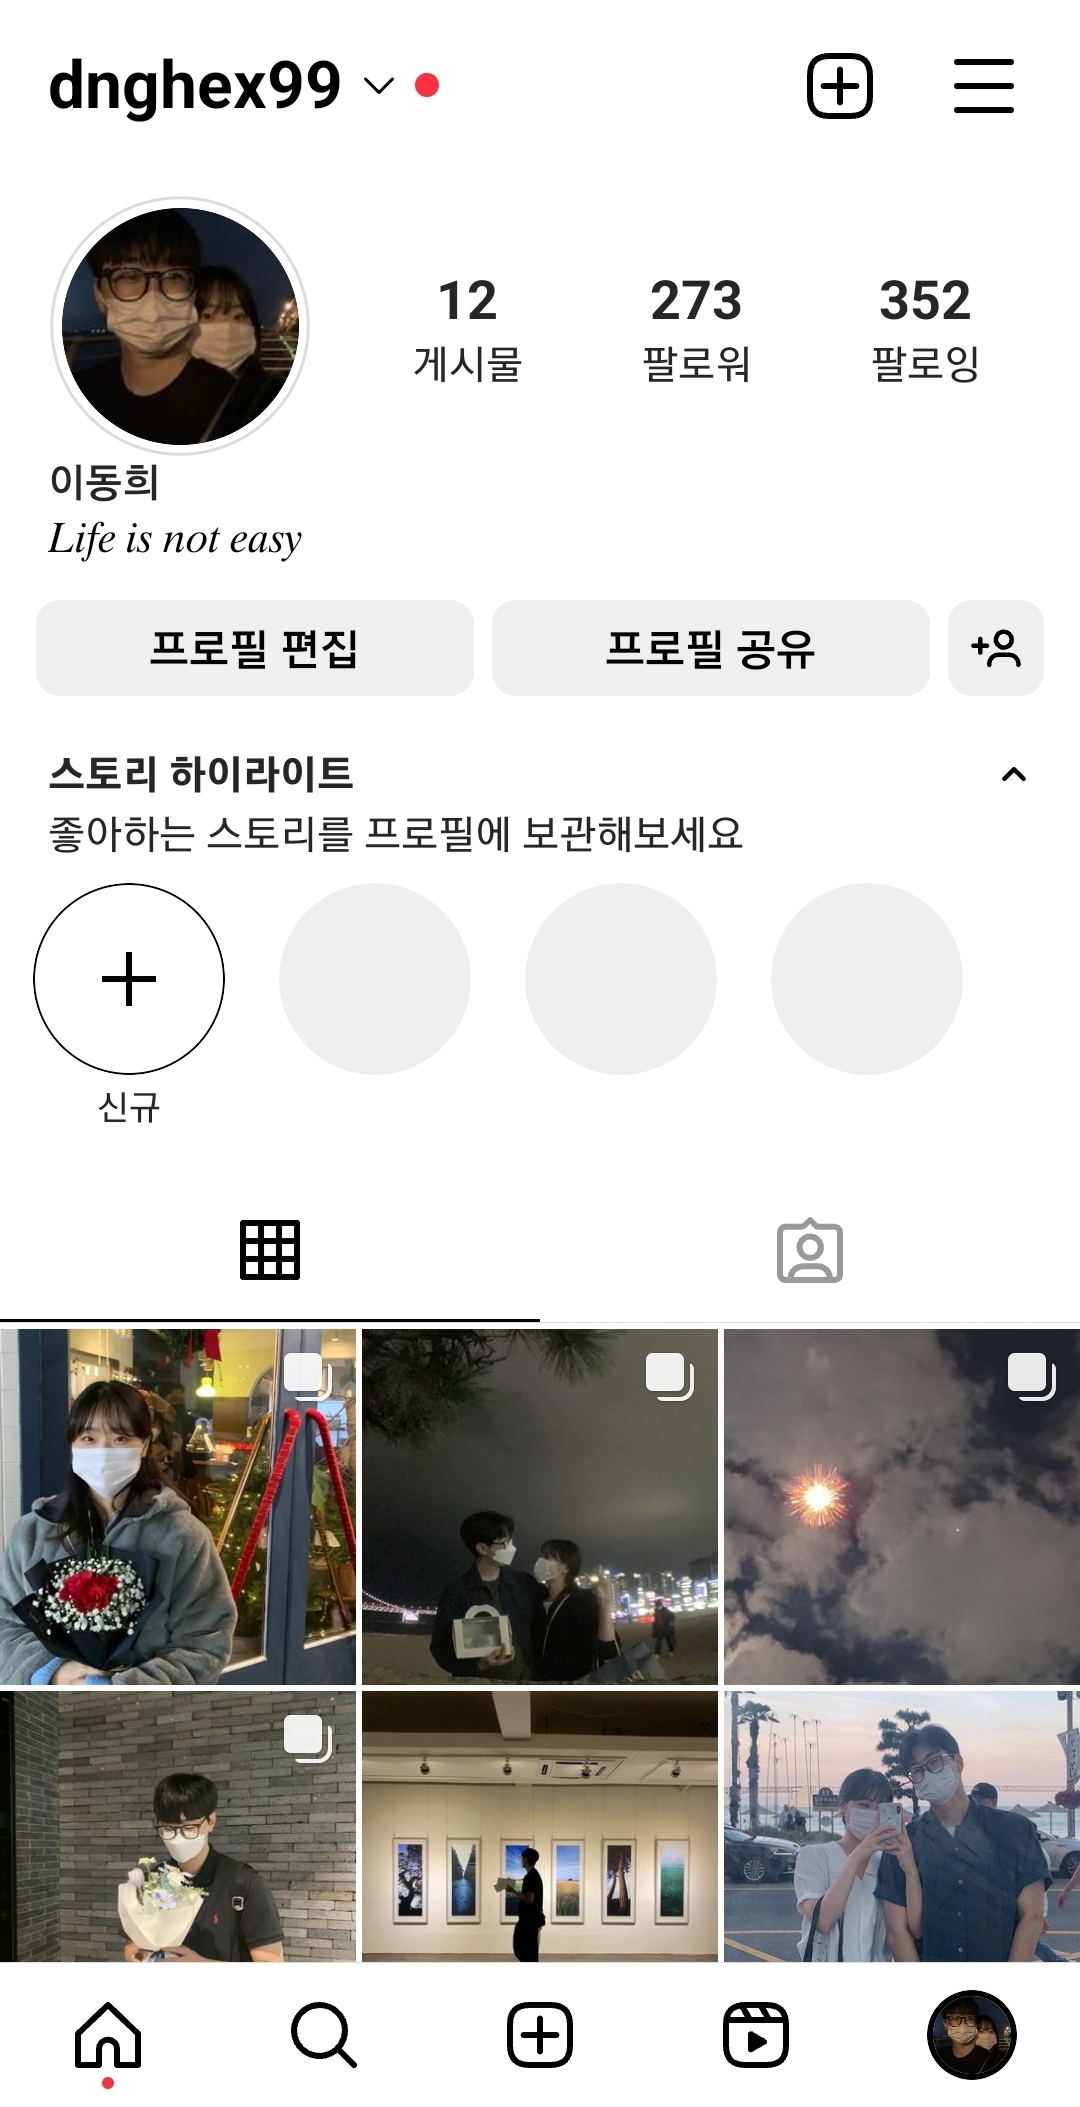 dnghex99
12 273 352
게시물 팔로워 팔로잉
이동희
Life is not easy
프로필 편집 프로필 공유
스토리 하이라이트
좋아하는 스토리를 프로필에 보관해보세요
신규